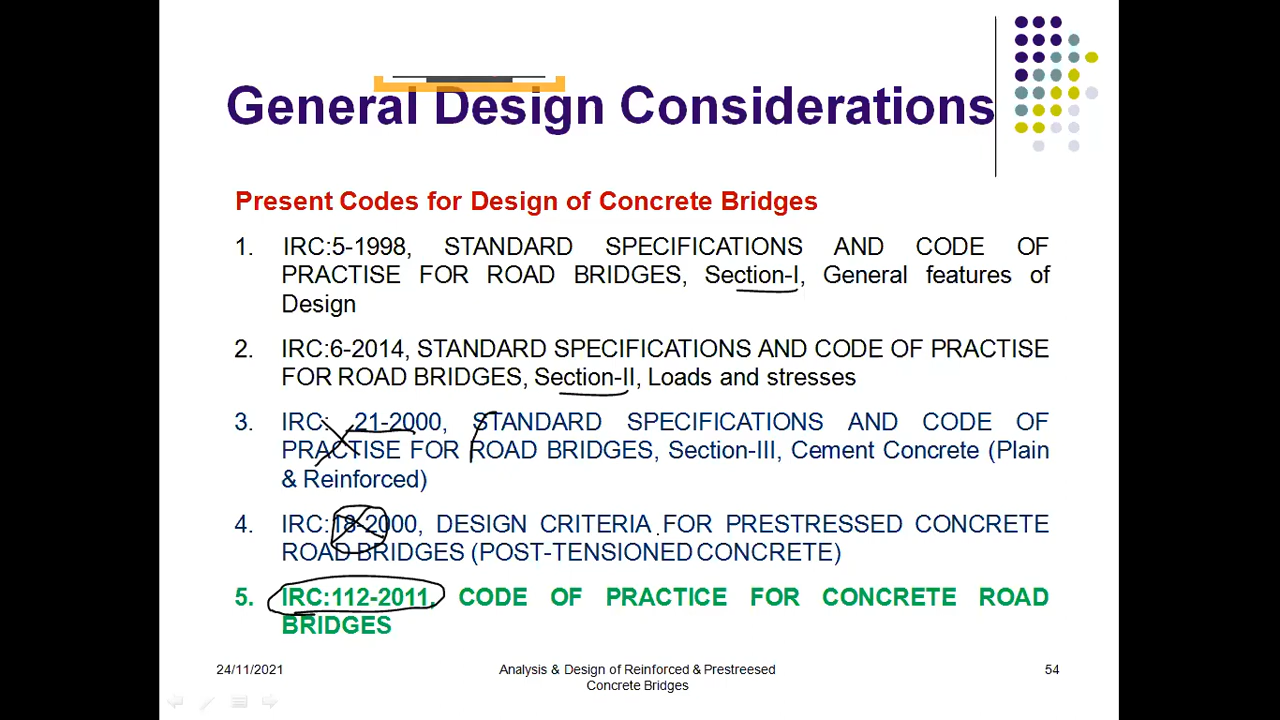 General Design Considerations
Present Codes for Design of Concrete Bridges
1. IRC:5-1998, STANDARD SPECIFICATIONS AND CODE OF
PRACTISE FOR ROAD BRIDGES, Section-I, General features of
Design
2. IRC:6-2014, STANDARD SPECIFICATIONS AND CODE OF PRACTISE
FOR ROAD BRIDGES, Section-II, Loads and stresses
3. IRC: 21-2000, STANDARD SPECIFICATIONS AND CODE OF
PRACTISE FOR ROAD BRIDGES, Section-III, Cement Concrete (Plain
& Reinforced)
4. IRC:18-2000, DESIGN CRITERIA FOR PRESTRESSED CONCRETE
ROAD BRIDGES (POST-TENSIONED CONCRETE)
5. IRC:112-2011, CODE OF PRACTICE FOR CONCRETE ROAD
BRIDGES
24/11/2021 Analysis & Design of Reinforced & Prestreesed 54
Concrete Bridges